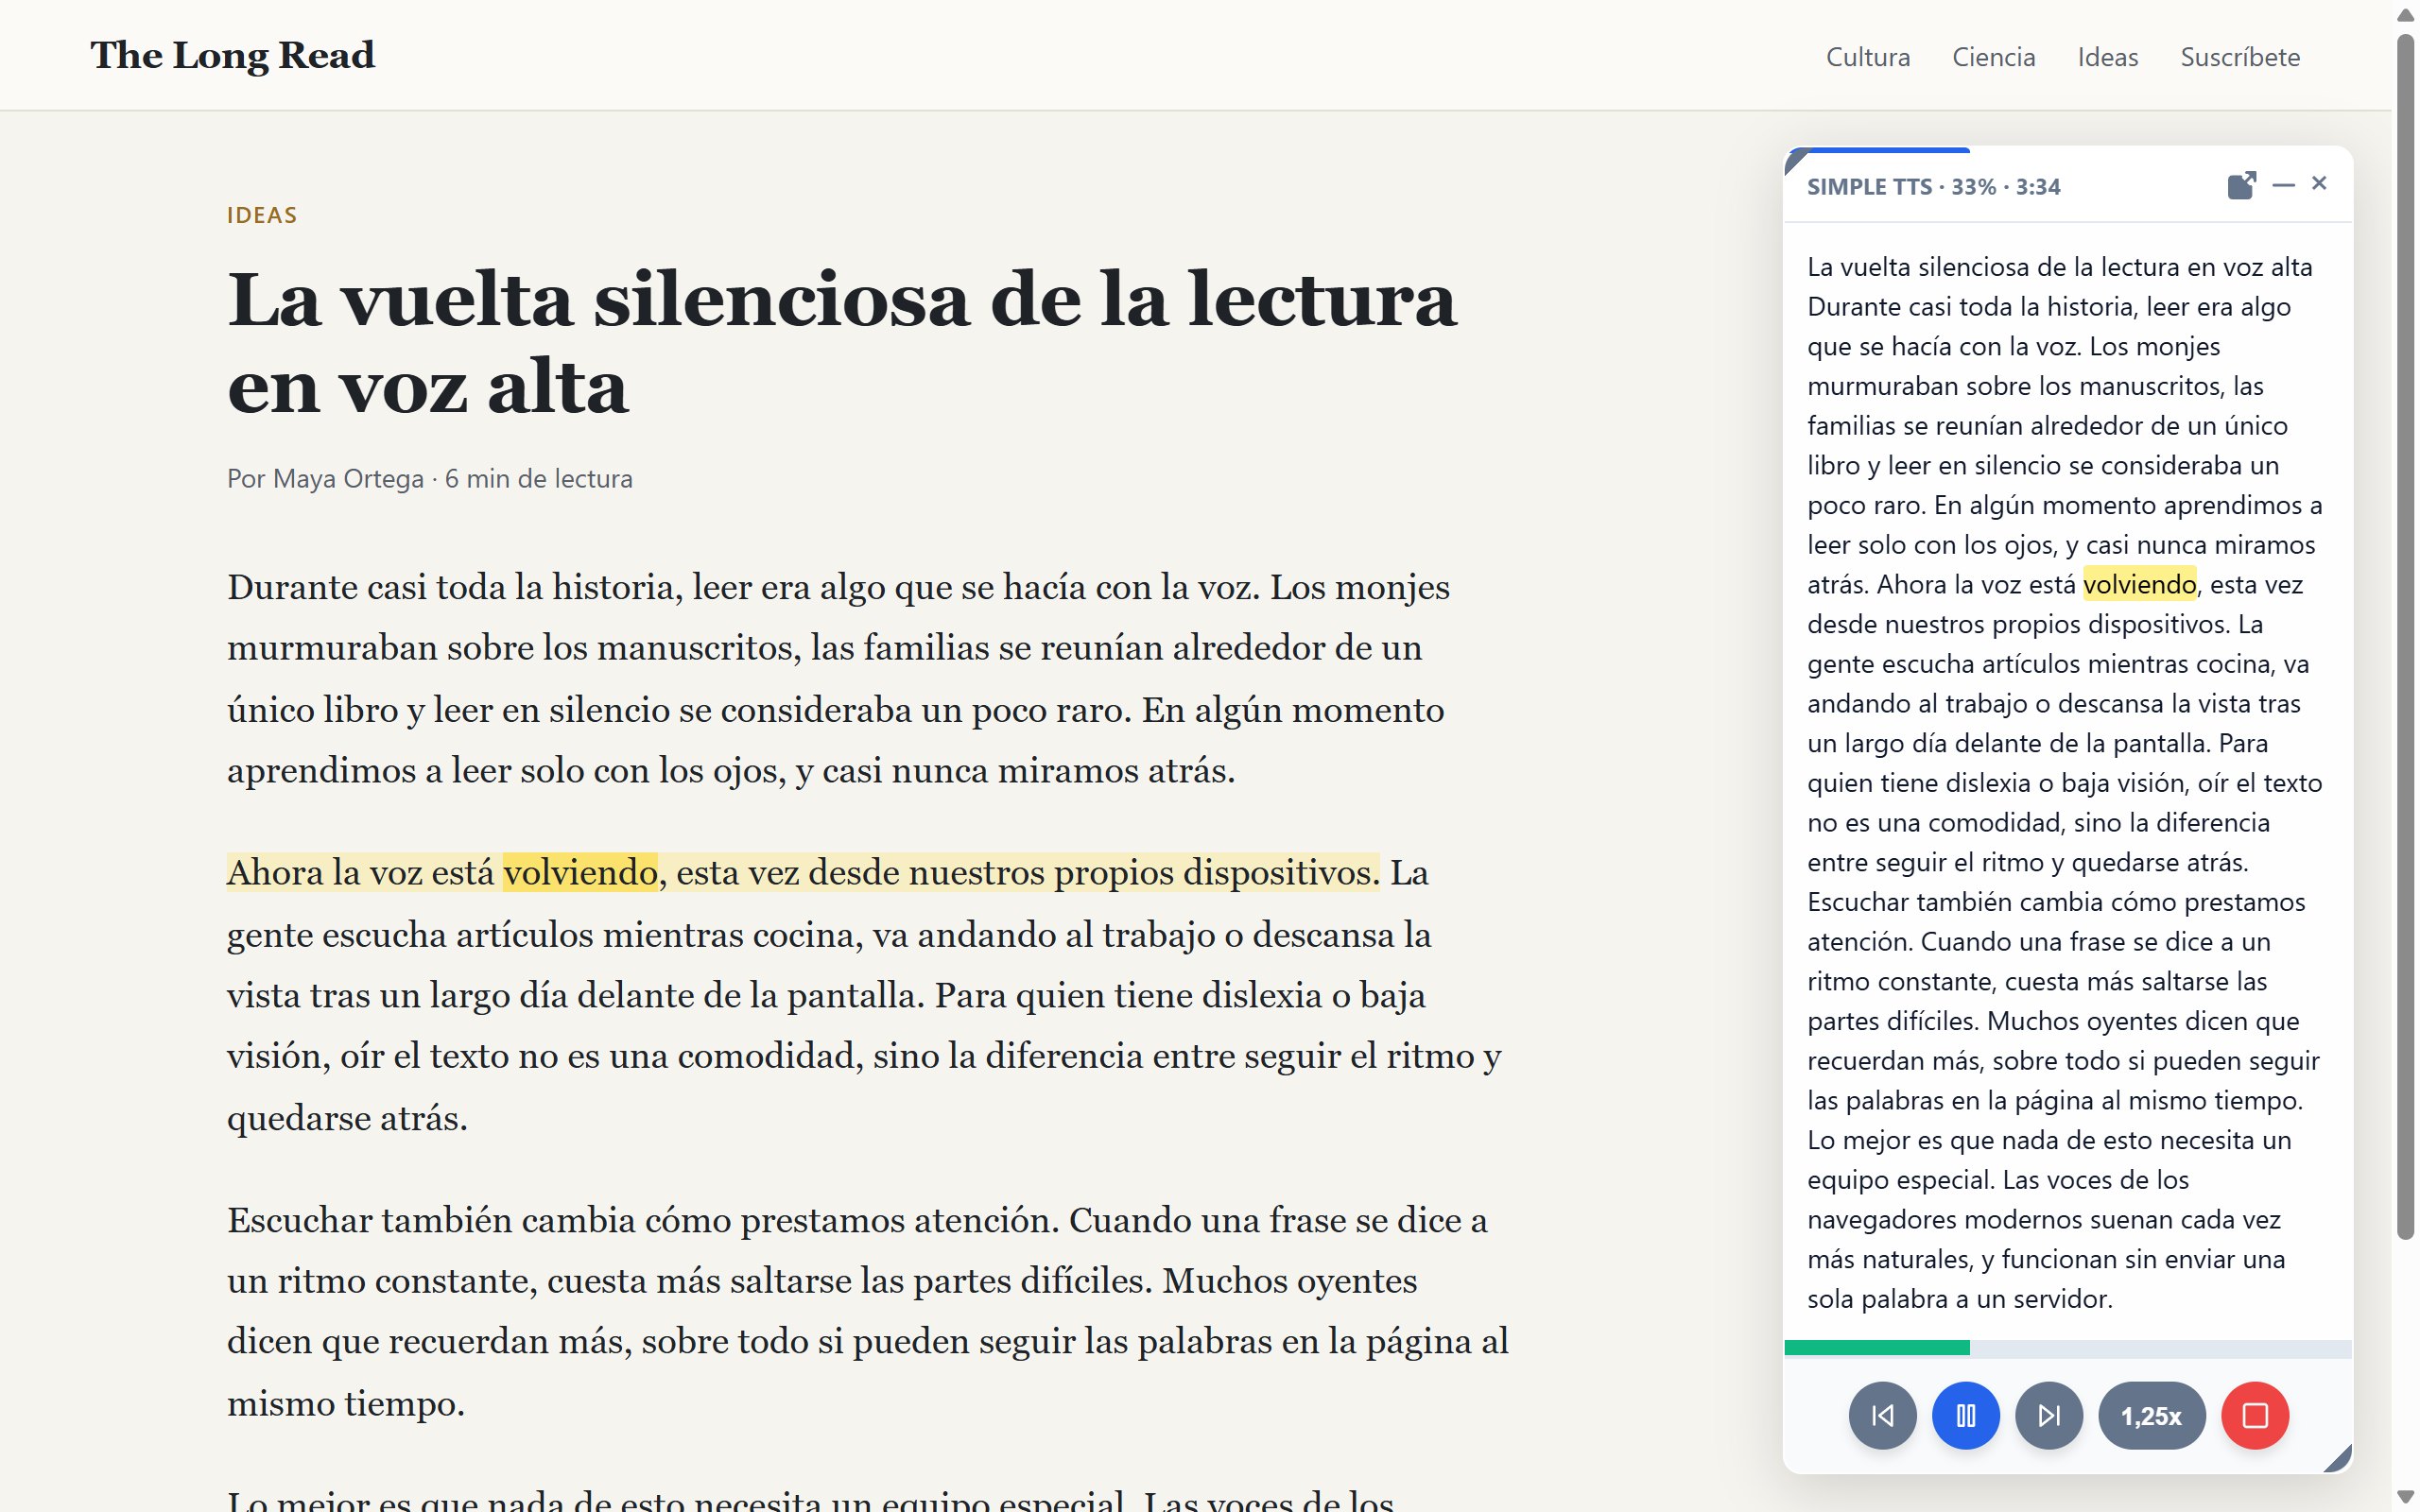 The Long Read
Cultura
Ciencia
Ideas
Suscríbete
IDEAS
La vuelta silenciosa de la lectura
en voz alta
Por Maya Ortega · 6 min de lectura
Durante casi toda la historia, leer era algo que se hacía con la voz. Los monjes
murmuraban sobre los manuscritos, las familias se reunían alrededor de un
único libro y leer en silencio se consideraba un poco raro. En algún momento
aprendimos a leer solo con los ojos, y casi nunca miramos atrás.
Ahora la voz está volviendo, esta vez desde nuestros propios dispositivos. La
gente escucha artículos mientras cocina, va andando al trabajo o descansa la
vista tras un largo día delante de la pantalla. Para quien tiene dislexia o baja
visión, oír el texto no es una comodidad, sino la diferencia entre seguir el ritmo y
quedarse atrás.
Escuchar también cambia cómo prestamos atención. Cuando una frase se dice a
un ritmo constante, cuesta más saltarse las partes difíciles. Muchos oyentes
dicen que recuerdan más, sobre todo si pueden seguir las palabras en la página al
mismo tiempo.
Lo mejor es que nada de esto necesita un equipo especial. Las voces de los
SIMPLE TTS · 33% · 3:34
La vuelta silenciosa de la lectura en voz alta
Durante casi toda la historia, leer era algo
que se hacía con la voz. Los monjes
murmuraban sobre los manuscritos, las
familias se reunían alrededor de un único
libro y leer en silencio se consideraba un
poco raro. En algún momento aprendimos a
leer solo con los ojos, y casi nunca miramos
atrás. Ahora la voz está volviendo, esta vez
desde nuestros propios dispositivos. La
gente escucha artículos mientras cocina, va
andando al trabajo o descansa la vista tras
un largo día delante de la pantalla. Para
quien tiene dislexia o baja visión, oír el texto
no es una comodidad, sino la diferencia
entre seguir el ritmo y quedarse atrás.
Escuchar también cambia cómo prestamos
atención. Cuando una frase se dice a un
ritmo constante, cuesta más saltarse las
partes difíciles. Muchos oyentes dicen que
recuerdan más, sobre todo si pueden seguir
las palabras en la página al mismo tiempo.
Lo mejor es que nada de esto necesita un
equipo especial. Las voces de los
navegadores modernos suenan cada vez
más naturales, y funcionan sin enviar una
sola palabra a un servidor.
1,25x